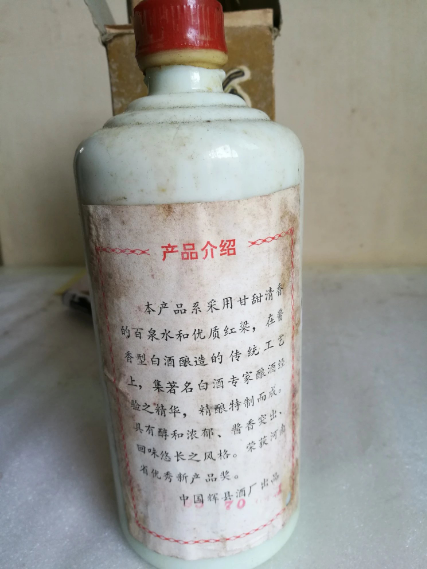 产品介绍
本产品系采用甘甜清香
的百泉水和优质红梁，在酱
香型白酒酿造的传统工艺
上，集著名白酒专家酿酒经
验之精华，精酿特制而成。
具有醇和浓郁、酱香突出、
回味悠长之风格。荣获河南
省优秀新产品奖。
中国辉县酒厂出品
70